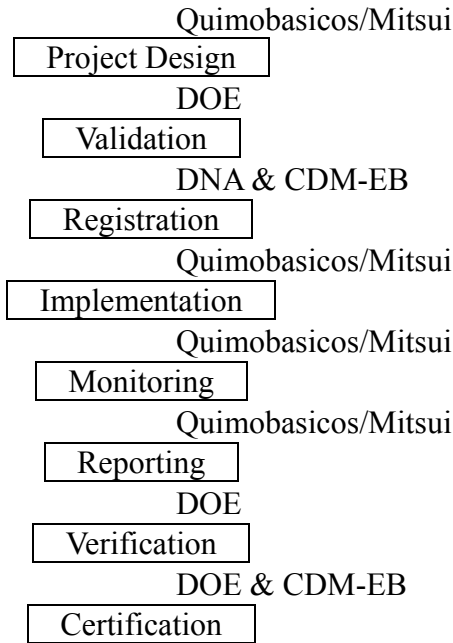 Quimobasicos/Mitsui
Project Design
DOE
Validation
DNA & CDM-EB
Registration
Quimobasicos/Mitsui
Implementation
Quimobasicos/Mitsui
Monitoring
Quimobasicos/Mitsui
Reporting
DOE
Verification
DOE & CDM-EB
Certification